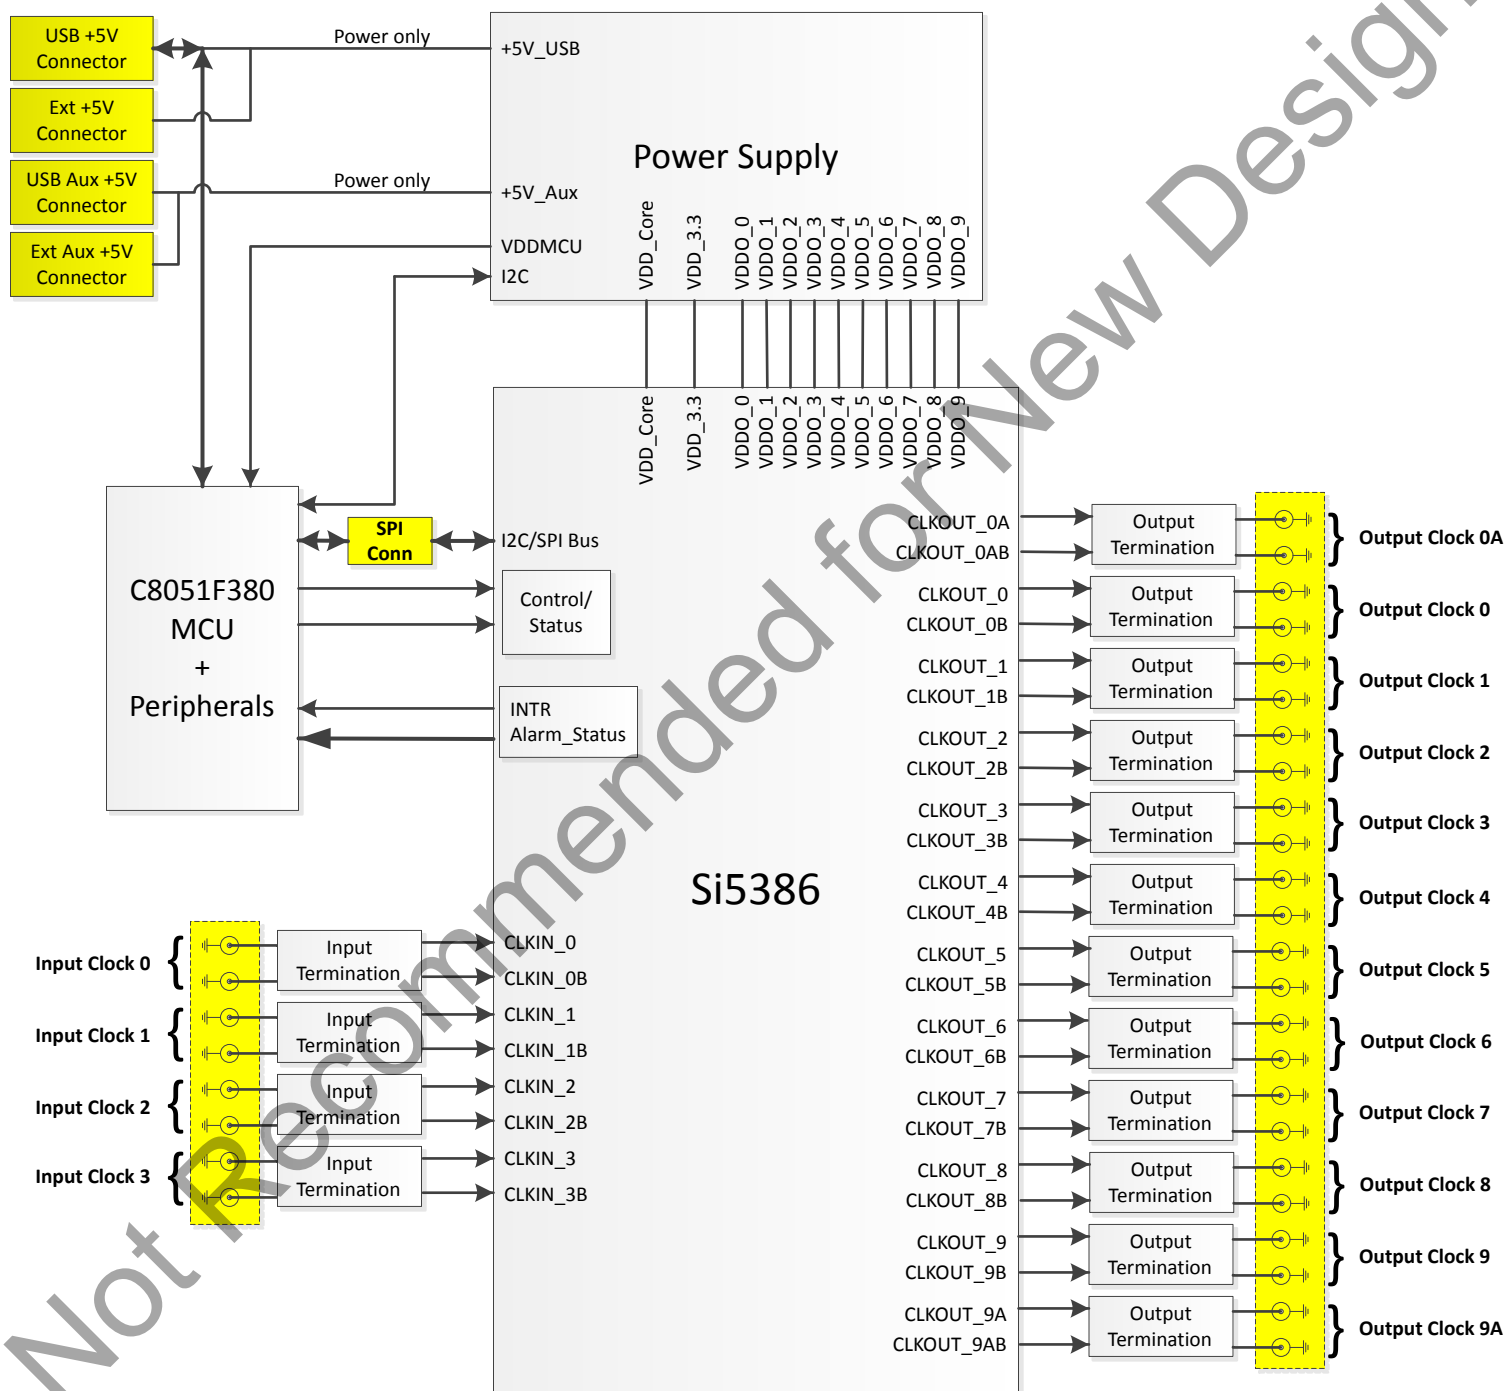 USB +5V
Connector
Ext +5V
Connector
USB Aux +5V
Connector
Ext Aux +5V
Connector
Power only
Power only
+5V_USB
Power Supply
+5V_Aux
VDDMCU
I2C
VDD_Core
VDD_3.3
VDDO_0
VDDO_1
VDDO_2
VDDO_3
VDDO_4
VDDO_5
VDDO_6
VDDO_7
VDDO_8
VDDO_9
VDD_Core
VDD_3.3
VDDO_0
VDDO_1
VDDO_2
VDDO_3
VDDO_4
VDDO_5
VDDO_6
VDDO_7
VDDO_8
VDDO_9
C8051F380
MCU
+
Peripherals
SPI
Conn
I2C/SPI Bus
Control/
Status
INTR
Alarm_Status
Si5386
Input Clock 0
Input
Termination
CLKIN_0
CLKIN_0B
Input Clock 1
Input
Termination
CLKIN_1
CLKIN_1B
Input Clock 2
Input
Termination
CLKIN_2
CLKIN_2B
Input Clock 3
Input
Termination
CLKIN_3
CLKIN_3B
CLKOUT_0A
CLKOUT_0AB
Output
Termination
Output Clock 0A
CLKOUT_0
CLKOUT_0B
Output
Termination
Output Clock 0
CLKOUT_1
CLKOUT_1B
Output
Termination
Output Clock 1
CLKOUT_2
CLKOUT_2B
Output
Termination
Output Clock 2
CLKOUT_3
CLKOUT_3B
Output
Termination
Output Clock 3
CLKOUT_4
CLKOUT_4B
Output
Termination
Output Clock 4
CLKOUT_5
CLKOUT_5B
Output
Termination
Output Clock 5
CLKOUT_6
CLKOUT_6B
Output
Termination
Output Clock 6
CLKOUT_7
CLKOUT_7B
Output
Termination
Output Clock 7
CLKOUT_8
CLKOUT_8B
Output
Termination
Output Clock 8
CLKOUT_9
CLKOUT_9B
Output
Termination
Output Clock 9
CLKOUT_9A
CLKOUT_9AB
Output
Termination
Output Clock 9A
Not Recommended for New Design